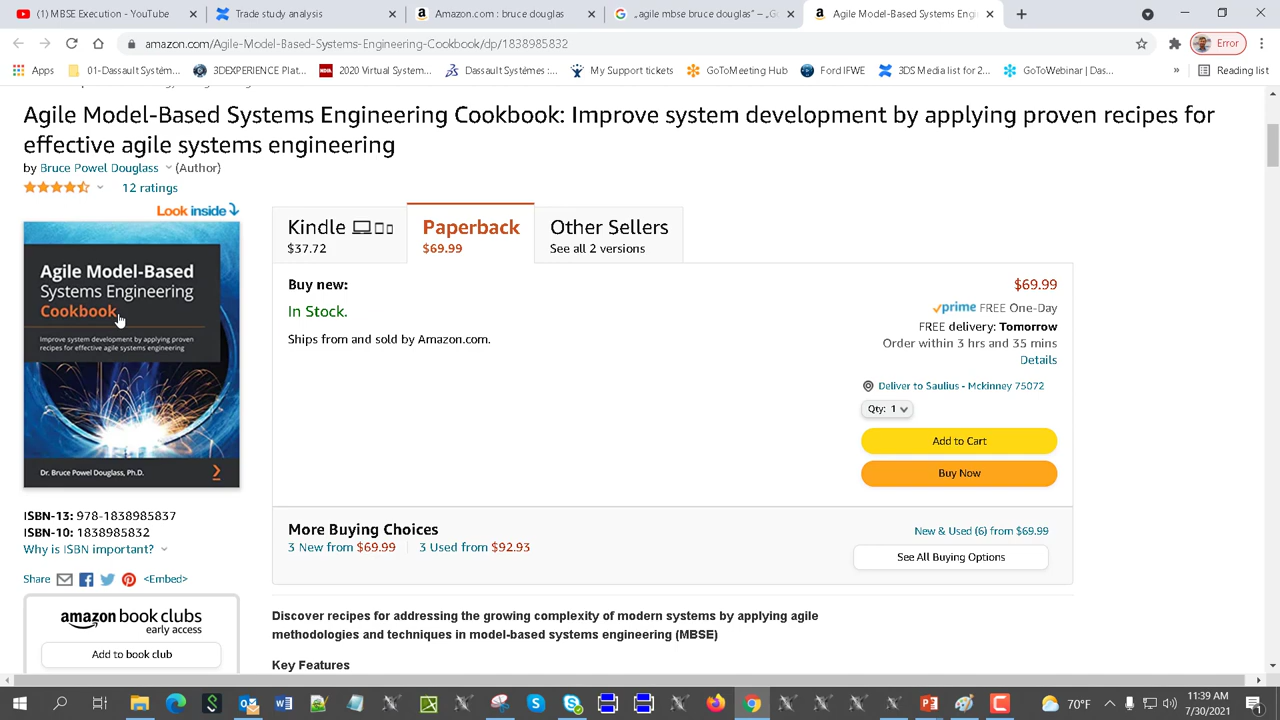 (1) MBSE Execution - YouTube
Trade study analysis
Amazon.com : bruce douglas
„agile mbse bruce douglas“ – „Go
Agile Model-Based Systems Engin
amazon.com/Agile-Model-Based-Systems-Engineering-Cookbook/dp/1838985832
Error
Apps
01-Dassault Systém...
3DEXPERIENCE Plat...
2020 Virtual System...
Dassault Systèmes :...
My Support tickets
GoToMeeting Hub
Ford IFWE
3DS Media list for 2...
GoToWebinar | Das...
»
Reading list
Agile Model-Based Systems Engineering Cookbook: Improve system development by applying proven recipes for
effective agile systems engineering
by Bruce Powel Douglass (Author)
12 ratings
Look inside
Agile Model-Based
Systems Engineering
Cookbook
Improve system development by applying proven
recipes for effective agile systems engineering
Dr. Bruce Powel Douglass, Ph.D.
Kindle
$37.72
Paperback
$69.99
Other Sellers
See all 2 versions
Buy new:
$69.99
In Stock.
prime FREE One-Day
FREE delivery: Tomorrow
Ships from and sold by Amazon.com.
Order within 3 hrs and 35 mins
Details
Deliver to Saulius - Mckinney 75072
Qty: 1
Add to Cart
Buy Now
More Buying Choices
3 New from $69.99
3 Used from $92.93
New & Used (6) from $69.99
See All Buying Options
ISBN-13: 978-1838985837
ISBN-10: 1838985832
Why is ISBN important?
Share
<Embed>
amazon book clubs
early access
Add to book club
Discover recipes for addressing the growing complexity of modern systems by applying agile
methodologies and techniques in model-based systems engineering (MBSE)
Key Features
70°F
11:39 AM
7/30/2021